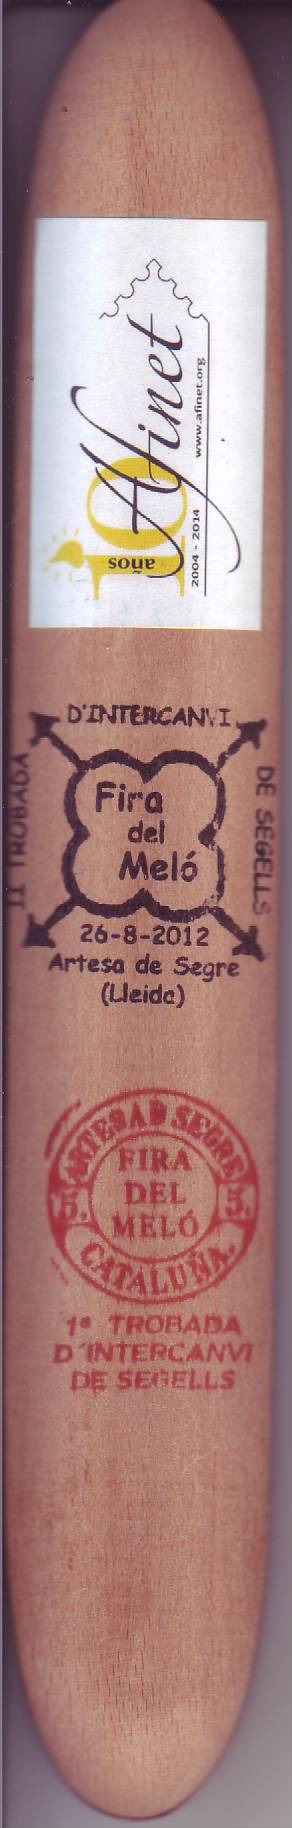 10
años
Afinet
www.afinet.org
2004 - 2014
II TROBADA
D'INTERCANVI
DE SEGELLS
Fira
del
Meló
26-8-2012
Artesa de Segre
(Lleida)
ARTESA D SEGRE
5. 5.
FIRA
DEL
MELÓ
CATALUÑA.
1ª TROBADA
D´INTERCANVI
DE SEGELLS